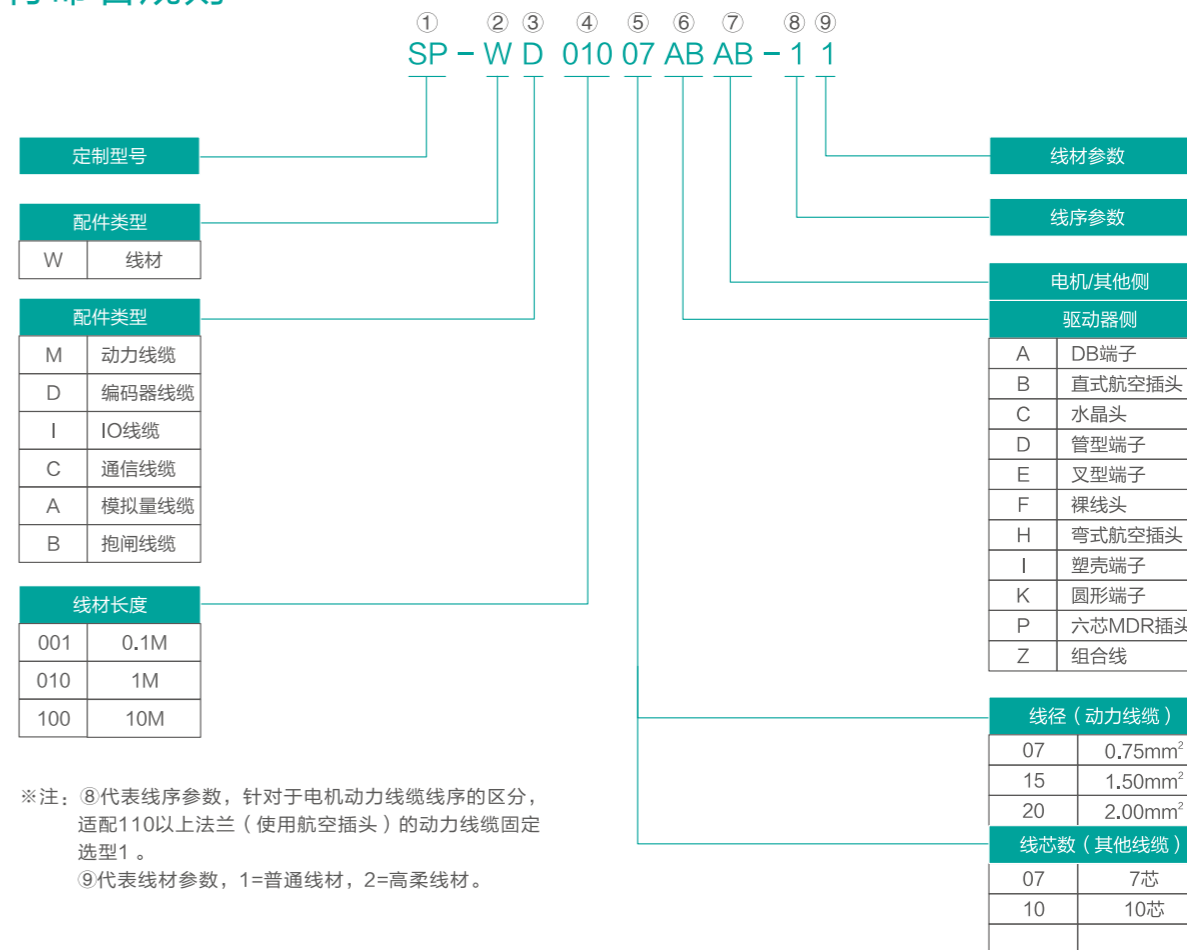 ① ② ③ ④ ⑤ ⑥ ⑦ ⑧ ⑨
SP－W D 010 07 AB AB－1 1
定制型号
配件类型
W 线材
配件类型
M 动力线缆
D 编码器线缆
I IO线缆
C 通信线缆
A 模拟量线缆
B 抱闸线缆
线材长度
001 0.1M
010 1M
100 10M
※注：⑧代表线序参数，针对于电机动力线缆线序的区分，
适配110以上法兰（使用航空插头）的动力线缆固定
选型1 。
⑨代表线材参数，1=普通线材，2=高柔线材。
线材参数
线序参数
电机/其他侧
驱动器侧
A DB端子
B 直式航空插头
C 水晶头
D 管型端子
E 叉型端子
F 裸线头
H 弯式航空插头
I 塑壳端子
K 圆形端子
P 六芯MDR插头
Z 组合线
线径（动力线缆）
07 0.75mm²
15 1.50mm²
20 2.00mm²
线芯数（其他线缆）
07 7芯
10 10芯